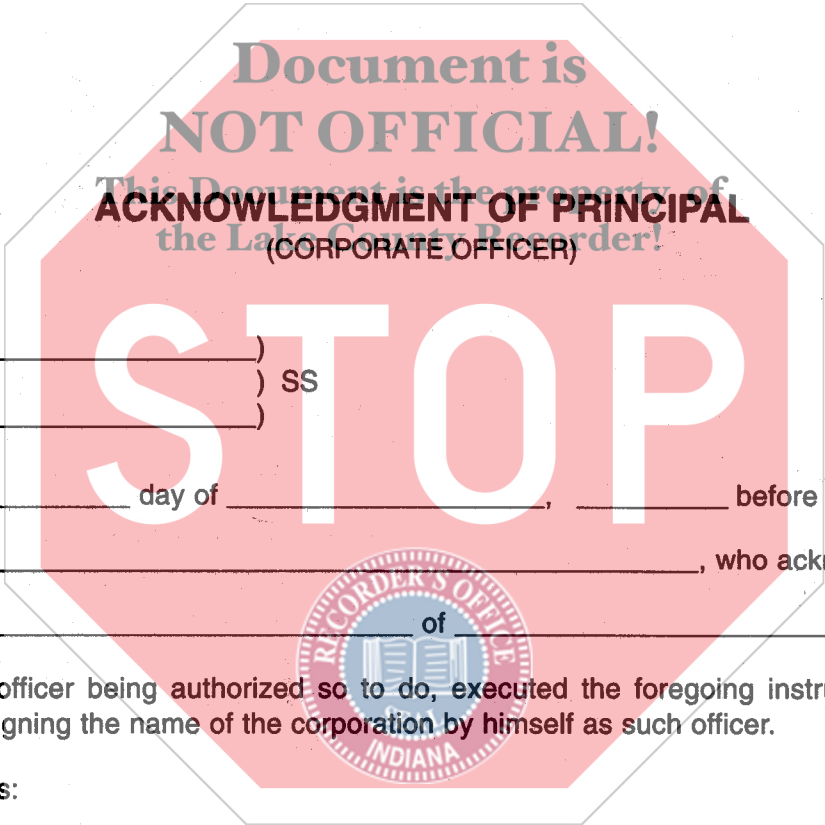 Document is
NOT OFFICIAL!
This Document is the property of
the Lake County Recorder!
ACKNOWLEDGMENT OF PRINCIPAL
(CORPORATE OFFICER)
STOP
)
) SS
)
day of , before
, who ack
of
RECORDER'S OFFICE
INDIANA
officer being authorized so to do, executed the foregoing instr
gning the name of the corporation by himself as such officer.
s: